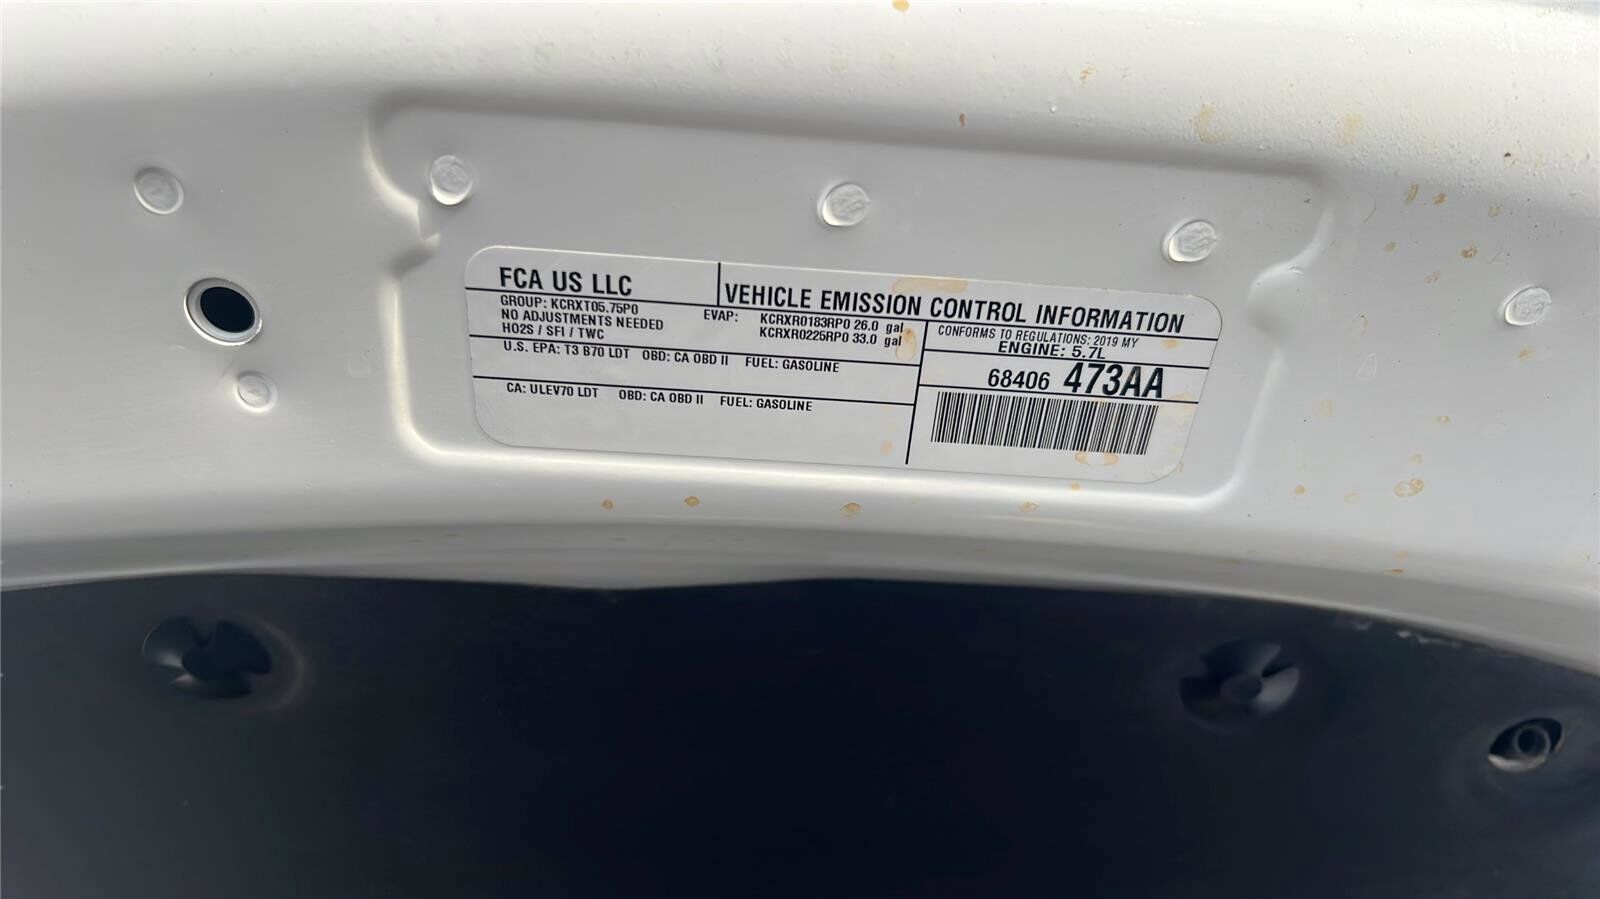 FCA US LLC
VEHICLE EMISSION CONTROL INFORMATION
GROUP: KCRXT05.75P0
NO ADJUSTMENTS NEEDED
HO2S / SFI / TWC
EVAP: KCRXR0183RP0 26.0 gal
KCRXR0225RP0 33.0 gal
CONFORMS TO REGULATIONS: 2019 MY
ENGINE: 5.7L
U.S. EPA: T3 B70 LDT OBD: CA OBD II FUEL: GASOLINE
68406 473AA
CA: ULEV70 LDT OBD: CA OBD II FUEL: GASOLINE